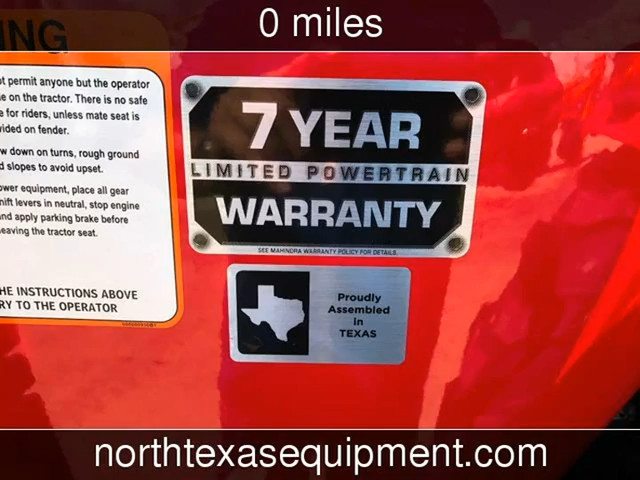 0 miles
ING
ot permit anyone but the operator
e on the tractor. There is no safe
e for riders, unless mate seat is
vided on fender.
w down on turns, rough ground
d slopes to avoid upset.
ower equipment, place all gear
hift levers in neutral, stop engine
nd apply parking brake before
eaving the tractor seat.
HE INSTRUCTIONS ABOVE
RY TO THE OPERATOR
7 YEAR
LIMITED POWERTRAIN
WARRANTY
SEE MAHINDRA WARRANTY POLICY FOR DETAILS.
Proudly
Assembled
in
TEXAS
northtexasequipment.com